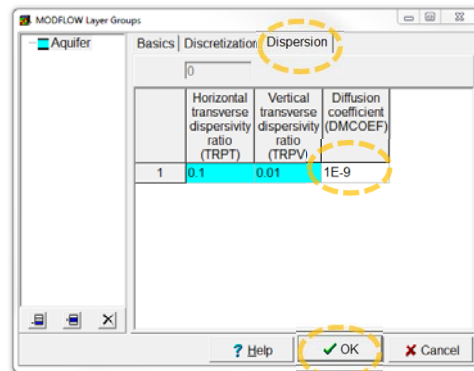 MODFLOW Layer Groups
Aquifer
Basics Discretization Dispersion
0
Horizontal transverse dispersivity ratio (TRPT)
Vertical transverse dispersivity ratio (TRPV)
Diffusion coefficient (DMCOEF)
1 0.1 0.01 1E-9
? Help
OK
Cancel